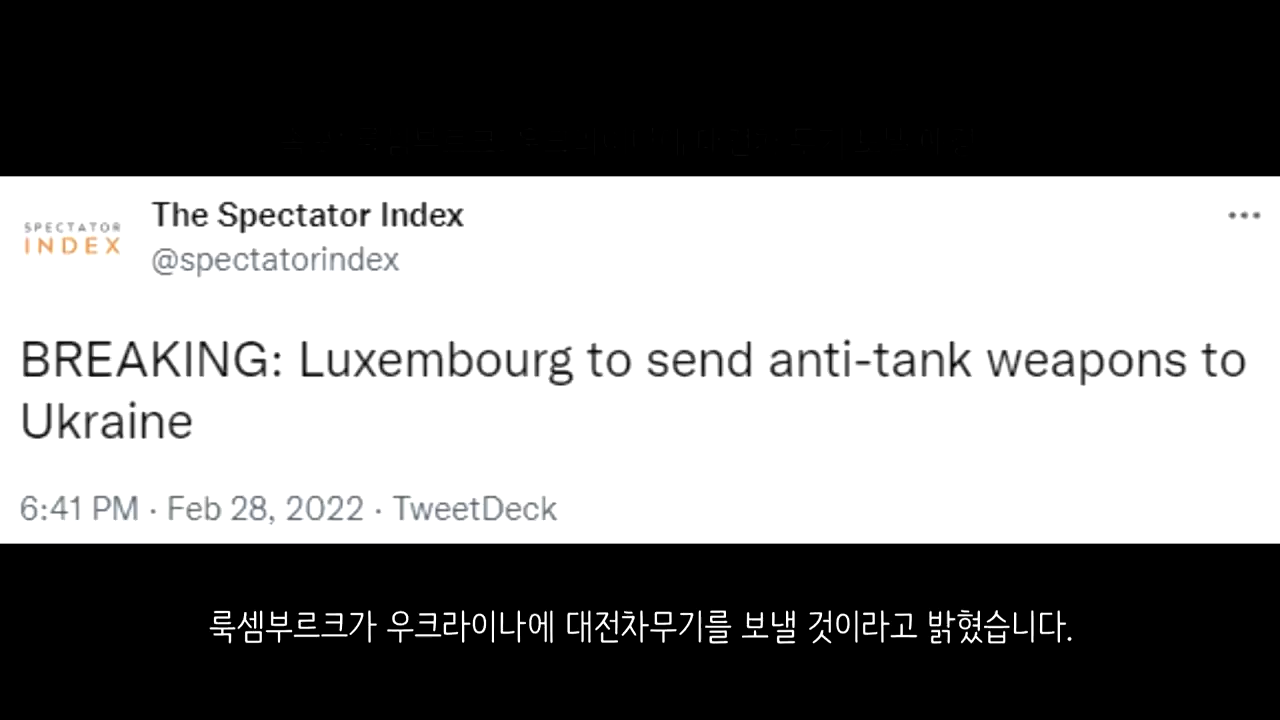 SPECTATOR
INDEX
The Spectator Index
@spectatorindex
BREAKING: Luxembourg to send anti-tank weapons to
Ukraine
6:41 PM · Feb 28, 2022 · TweetDeck
룩셈부르크가 우크라이나에 대전차무기를 보낼 것이라고 밝혔습니다.